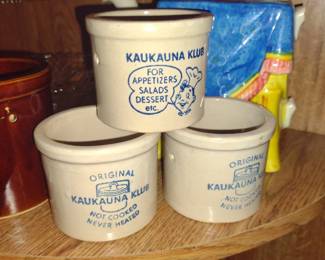 KAUKAUNA KLUB
FOR
APPETIZERS
SALADS
DESSERT
etc.
ORIGINAL
KAUKAUNA KLUB
NOT COOKED
NEVER HEATED
ORIGINAL
KAUKAUNA KLUB
NOT COOKED
NEVER HEATED